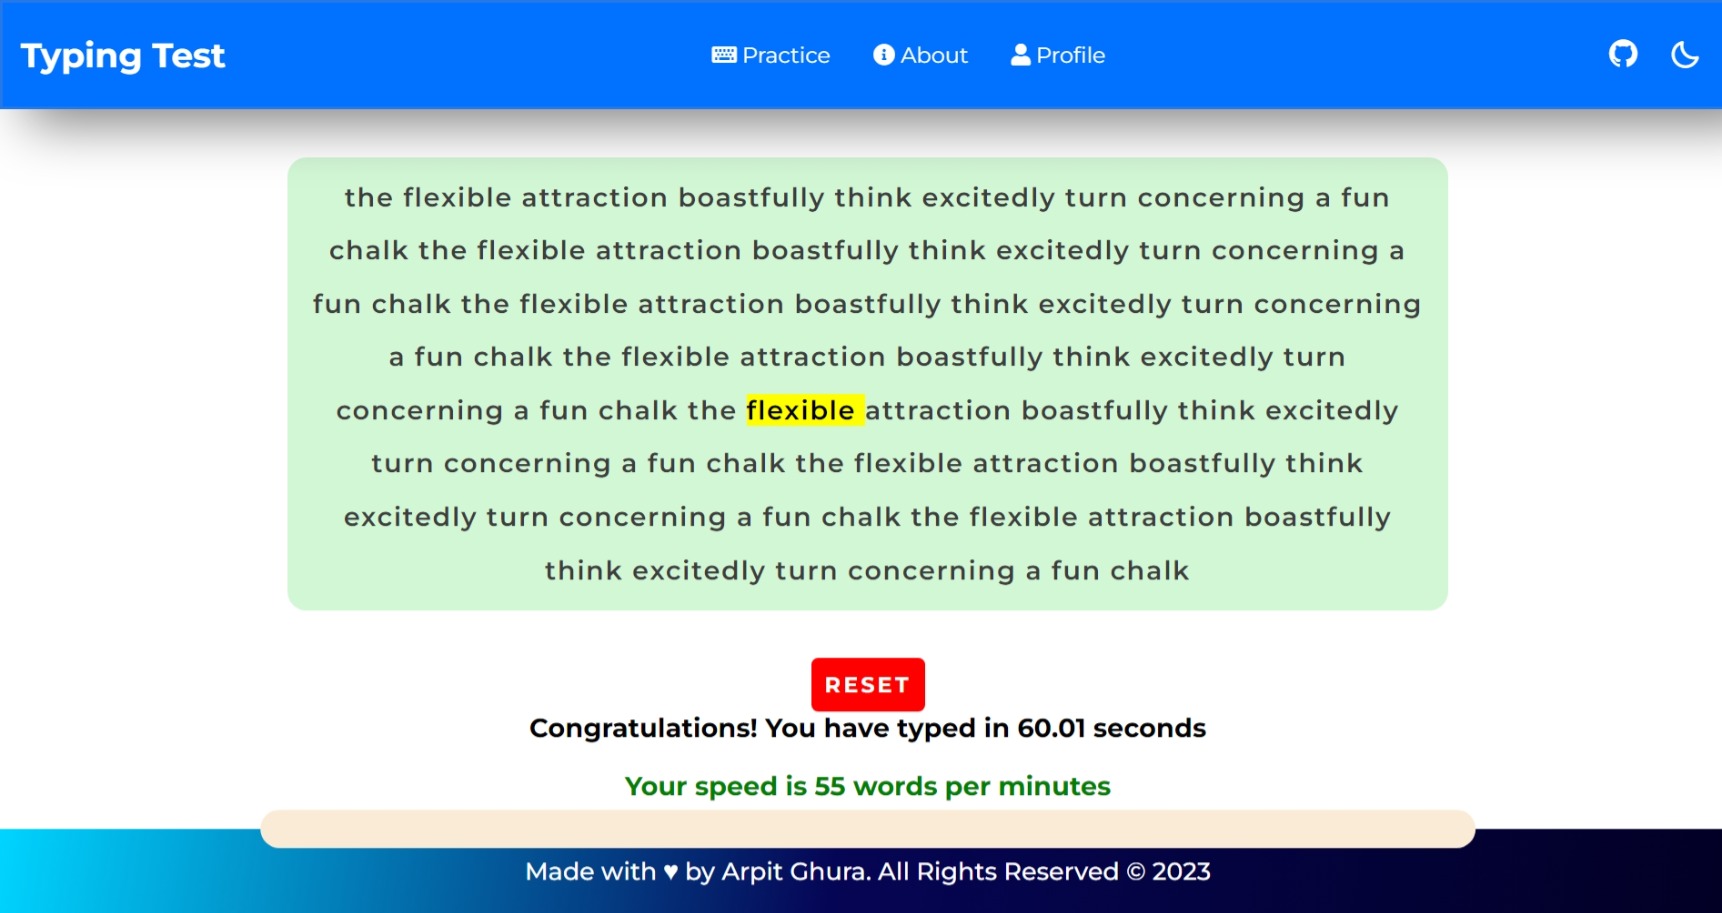 Typing Test
Practice
About
Profile
the flexible attraction boastfully think excitedly turn concerning a fun
chalk the flexible attraction boastfully think excitedly turn concerning a
fun chalk the flexible attraction boastfully think excitedly turn concerning
a fun chalk the flexible attraction boastfully think excitedly turn
concerning a fun chalk the flexible attraction boastfully think excitedly
turn concerning a fun chalk the flexible attraction boastfully think
excitedly turn concerning a fun chalk the flexible attraction boastfully
think excitedly turn concerning a fun chalk
RESET
Congratulations! You have typed in 60.01 seconds
Your speed is 55 words per minutes
Made with ♥ by Arpit Ghura. All Rights Reserved © 2023